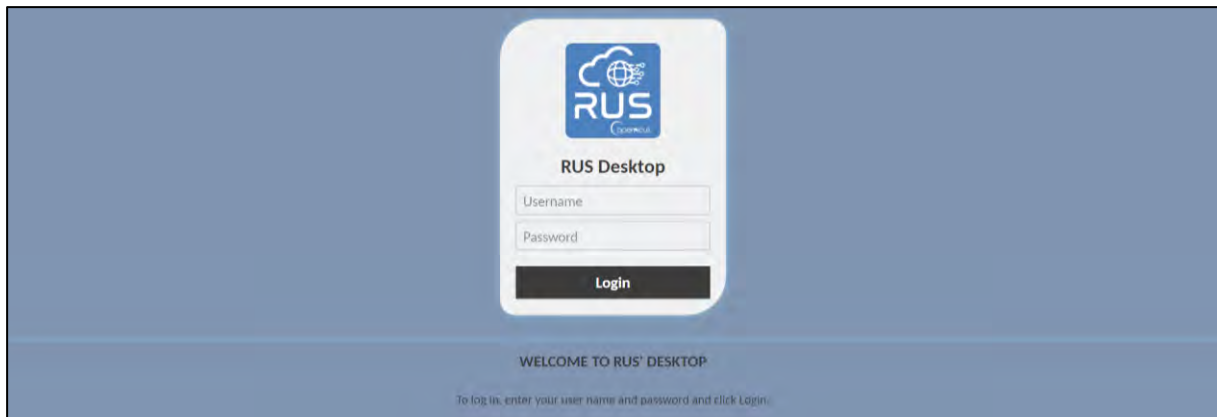 RUS
Copernicus
RUS Desktop
Username
Password
Login
WELCOME TO RUS' DESKTOP
To log in, enter your user name and password and click Login.